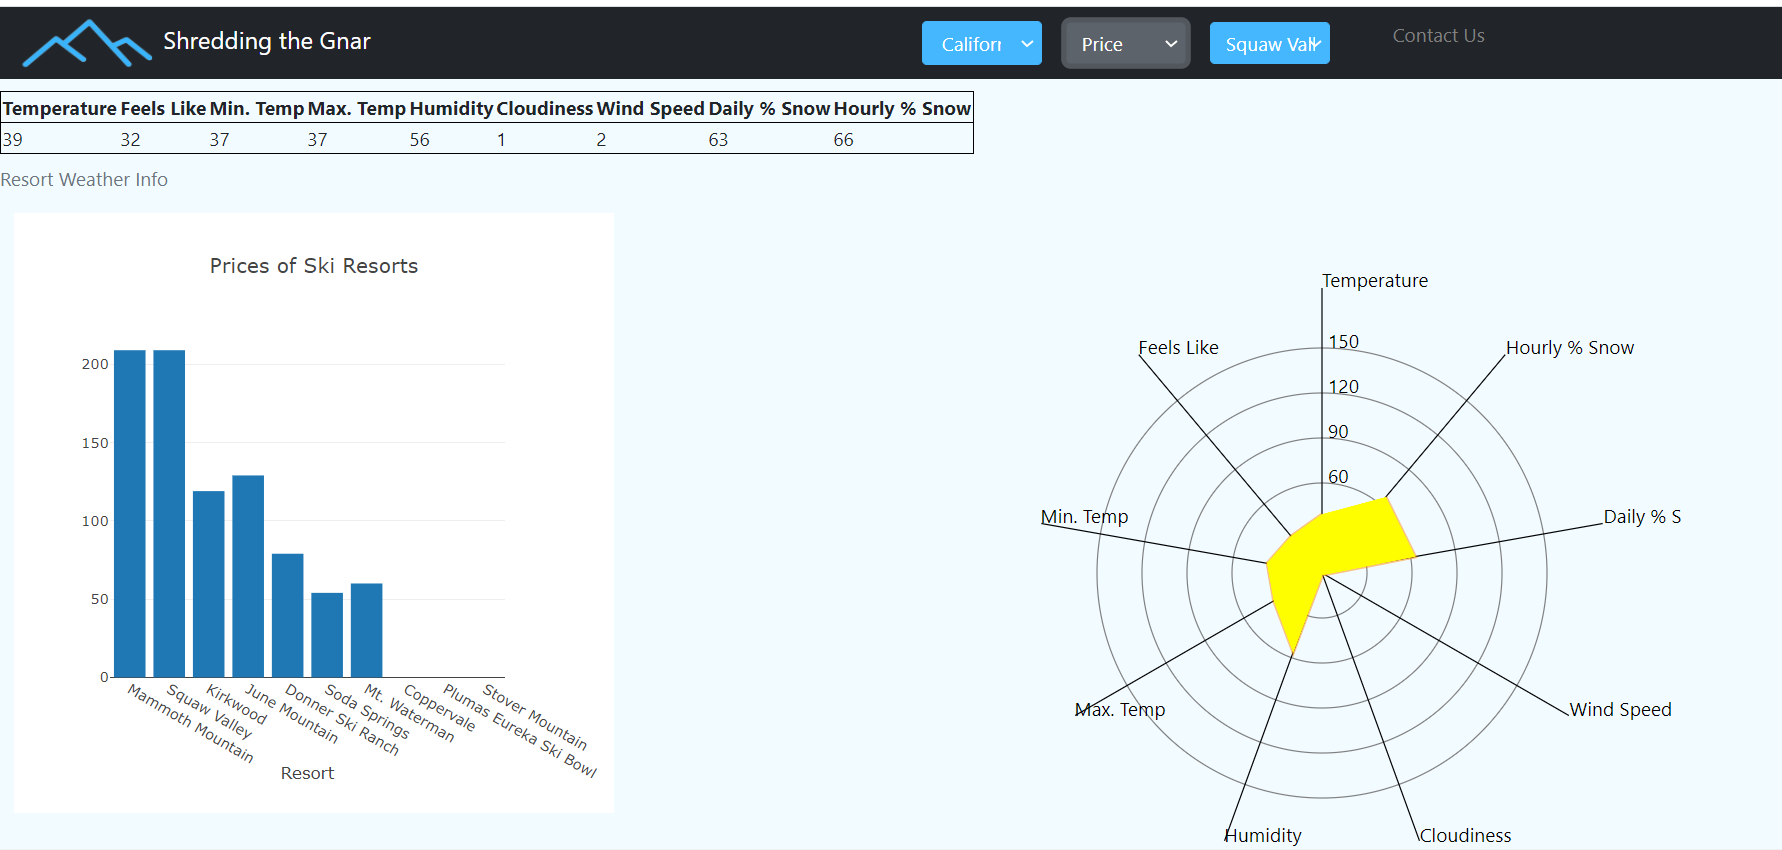 Shredding the Gnar
Califorr
Price
Squaw Vall
Contact Us
Temperature Feels Like Min. Temp Max. Temp Humidity Cloudiness Wind Speed Daily % Snow Hourly % Snow
39 32 37 37 56 1 2 63 66
Resort Weather Info
Prices of Ski Resorts
200
150
100
50
0
Mammoth Mountain
Squaw Valley
Kirkwood
June Mountain
Donner Ski Ranch
Soda Springs
Mt. Waterman
Coppervale
Plumas Eureka Ski Bowl
Stover Mountain
Resort
Temperature
Feels Like
150
Hourly % Snow
120
90
60
Min. Temp
Daily % S
Max. Temp
Wind Speed
Humidity
Cloudiness